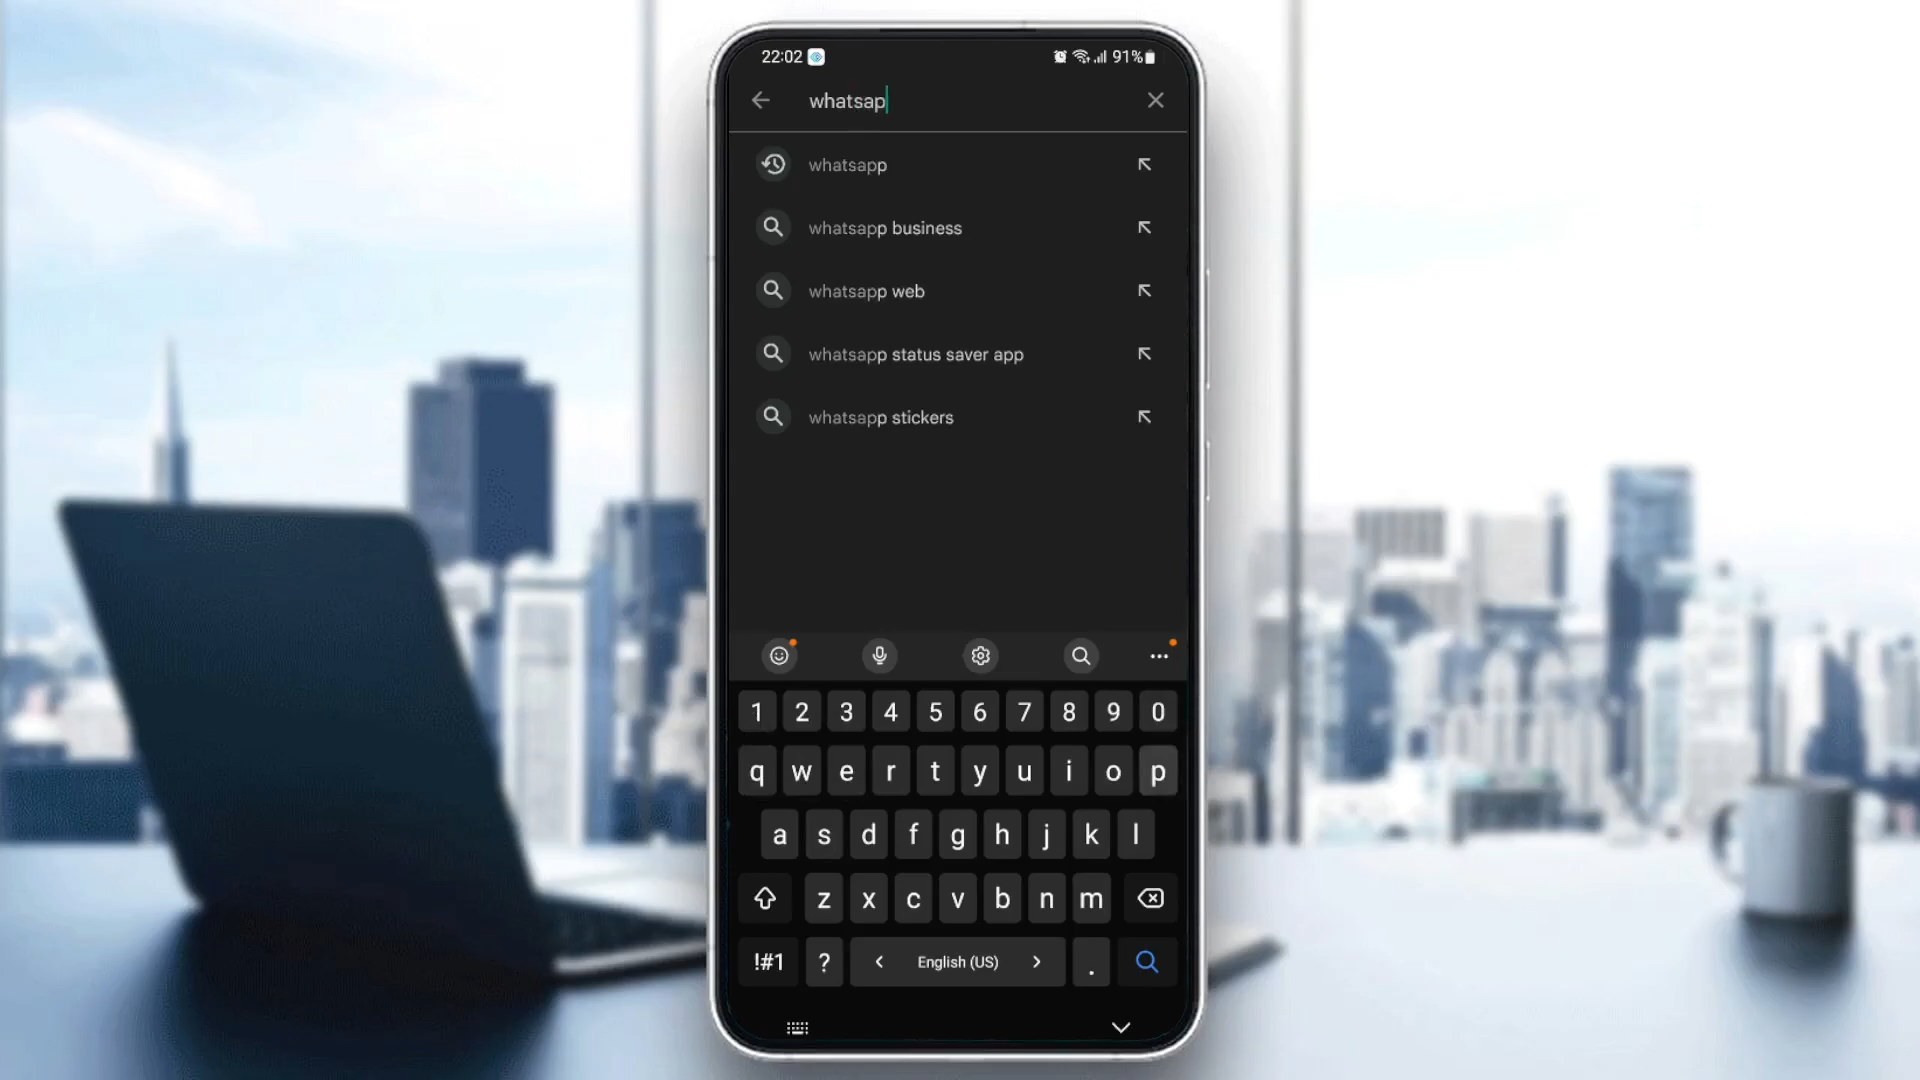 22:02 91%
whatsap
whatsapp
whatsapp business
whatsapp web
whatsapp status saver app
whatsapp stickers
1 2 3 4 5 6 7 8 9 0
q w e r t y u i o p
a s d f g h j k l
z x c v b n m
!#1 ? < English (US) > .